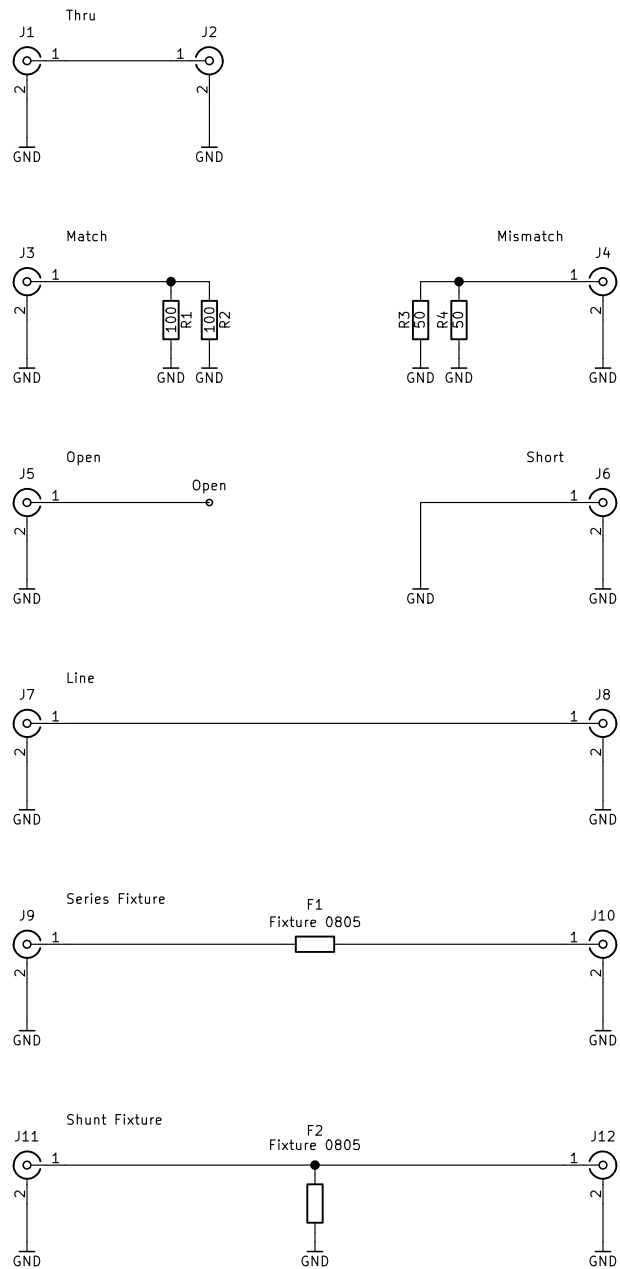 Thru
J1
J2
1
1
2
2
GND
GND
Match
Mismatch
J3
J4
1
1
2
100
R1
100
R2
R3
50
R4
50
2
GND
GND
GND
GND
GND
GND
Open
Short
J5
Open
J6
1
1
2
2
GND
GND
GND
Line
J7
J8
1
1
2
2
GND
GND
Series Fixture
F1
J9
Fixture 0805
J10
1
1
2
2
GND
GND
Shunt Fixture
F2
J11
Fixture 0805
J12
1
1
2
2
GND
GND
GND